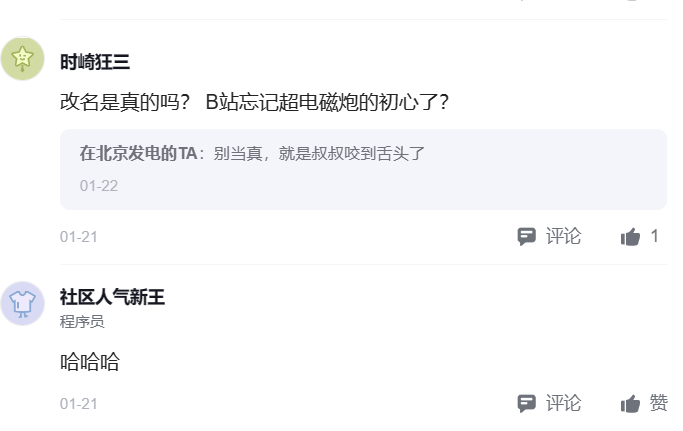 时崎狂三
改名是真的吗？ B站忘记超电磁炮的初心了？
在北京发电的TA：别当真，就是叔叔咬到舌头了
01-22
01-21 评论 1
社区人气新王
程序员
哈哈哈
01-21 评论 赞